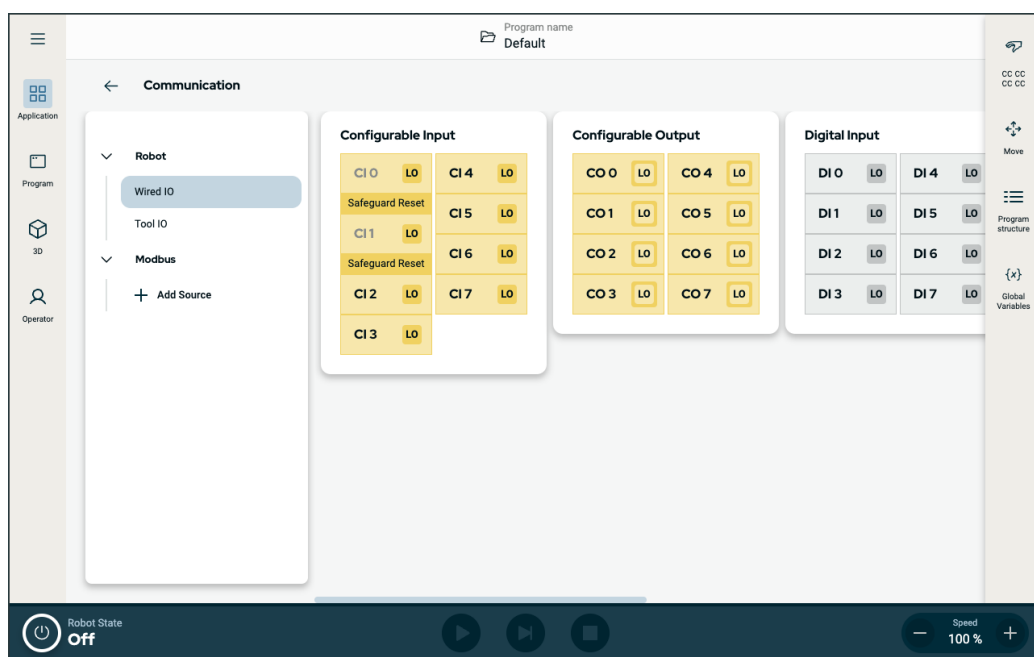 Program name
Default
Application
Program
3D
Operator
Communication
Robot
Wired IO
Tool IO
Modbus
Add Source
Configurable Input
CI 0 LO CI 4 LO
Safeguard Reset
CI 5 LO
CI 1 LO
CI 6 LO
Safeguard Reset
CI 2 LO CI 7 LO
CI 3 LO
Configurable Output
CO 0 LO CO 4 LO
CO 1 LO CO 5 LO
CO 2 LO CO 6 LO
CO 3 LO CO 7 LO
Digital Input
DI 0 LO DI 4 LO
DI 1 LO DI 5 LO
DI 2 LO DI 6 LO
DI 3 LO DI 7 LO
CC CC
CC CC
Move
Program
structure
{x}
Global
Variables
Robot State
Off
Speed
100 %